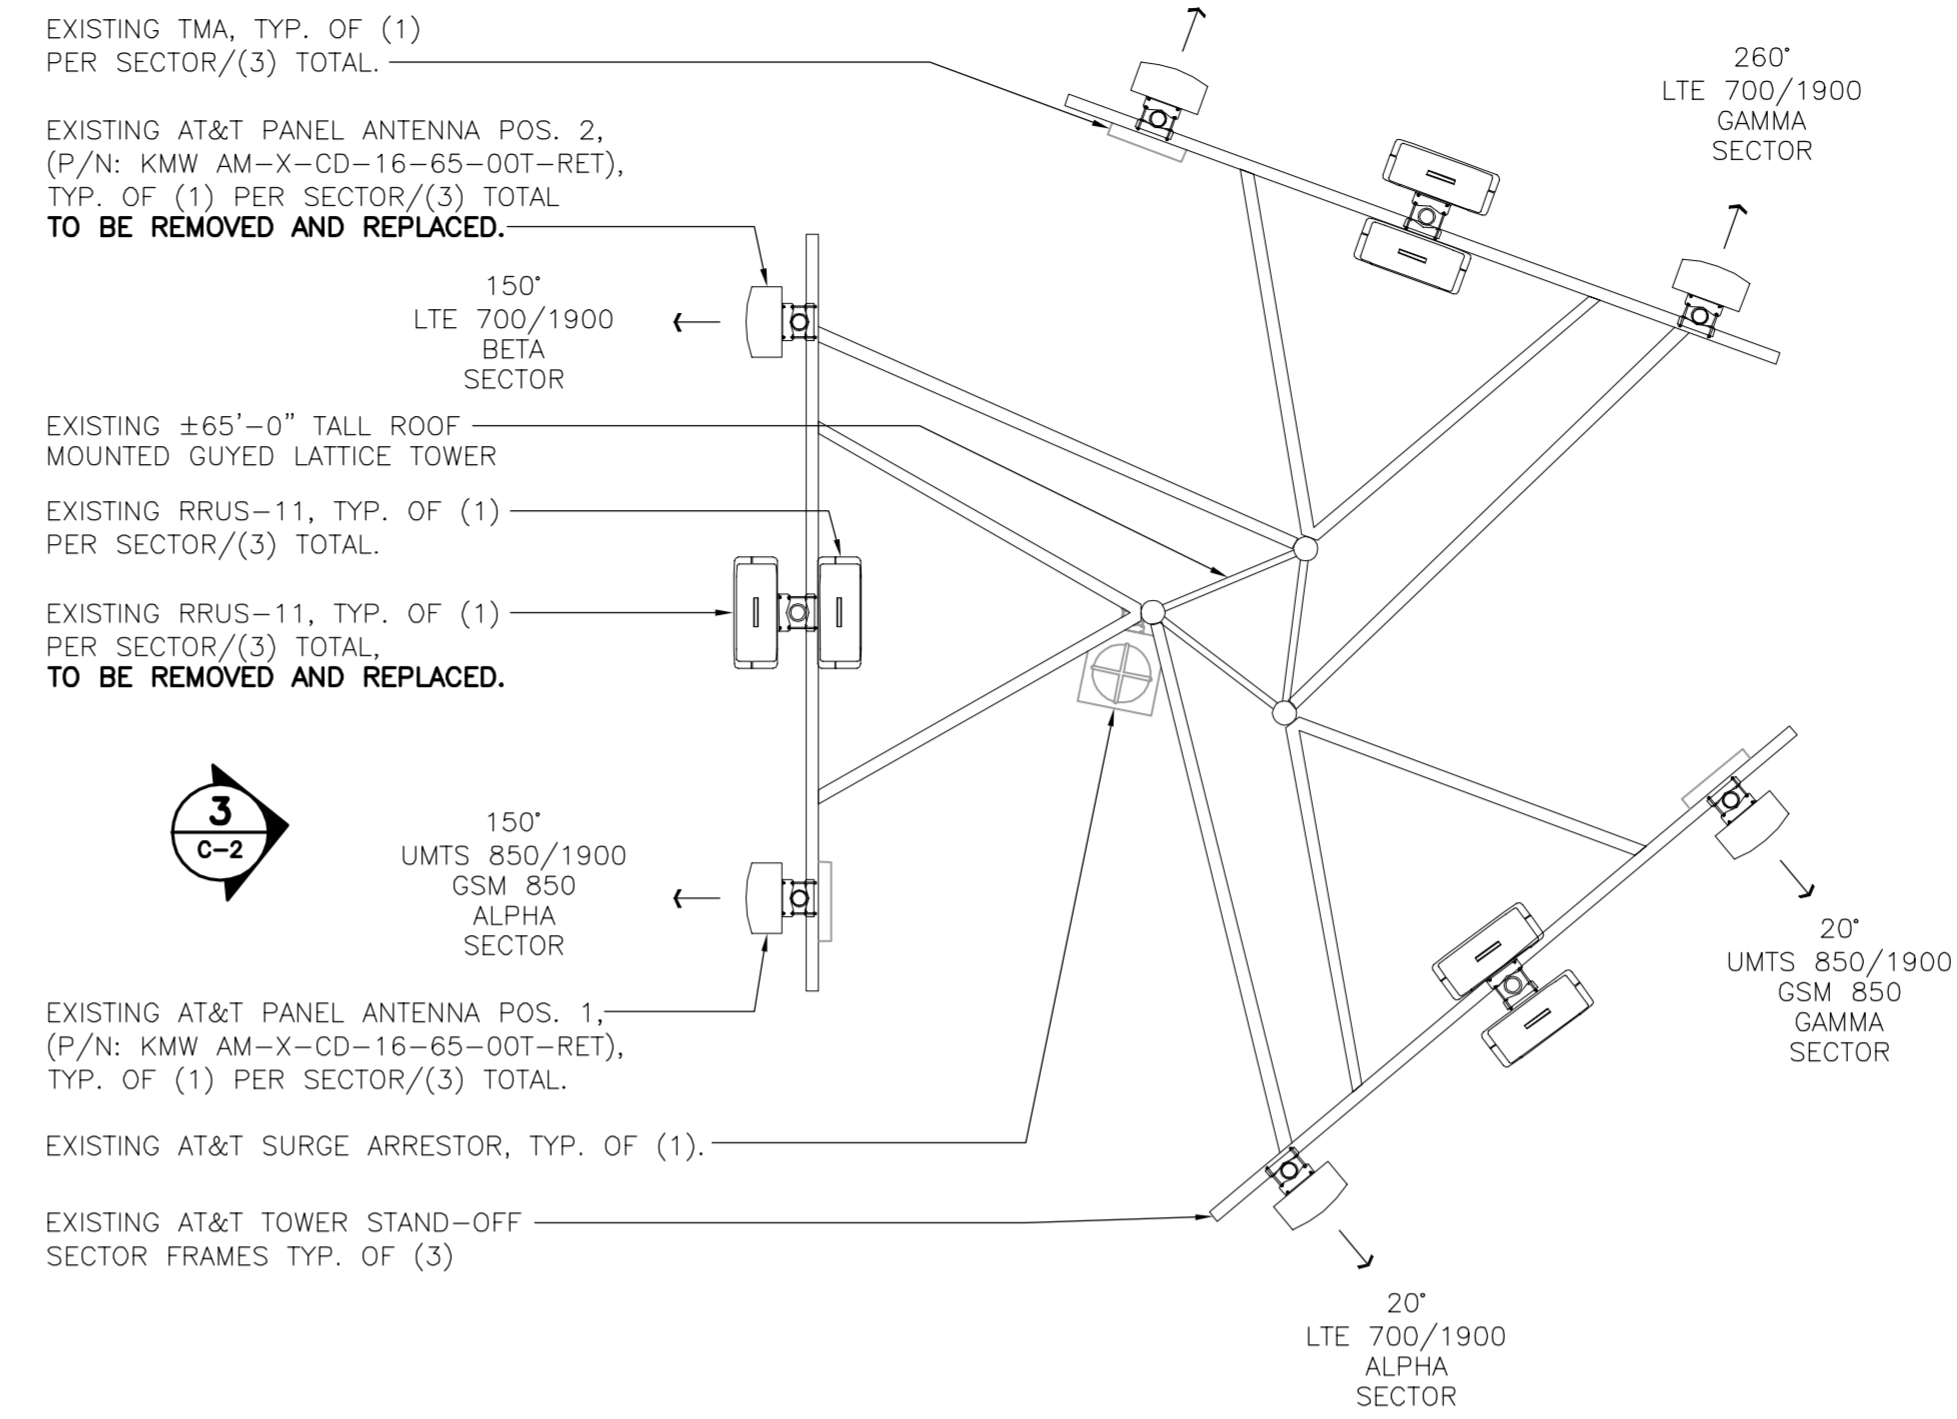 EXISTING TMA, TYP. OF (1)
PER SECTOR/(3) TOTAL.
EXISTING AT&T PANEL ANTENNA POS. 2,
(P/N: KMW AM-X-CD-16-65-00T-RET),
TYP. OF (1) PER SECTOR/(3) TOTAL
TO BE REMOVED AND REPLACED.
260°
LTE 700/1900
GAMMA
SECTOR
150°
LTE 700/1900
BETA
SECTOR
EXISTING ±65'-0" TALL ROOF
MOUNTED GUYED LATTICE TOWER
EXISTING RRUS-11, TYP. OF (1)
PER SECTOR/(3) TOTAL.
EXISTING RRUS-11, TYP. OF (1)
PER SECTOR/(3) TOTAL,
TO BE REMOVED AND REPLACED.
3
C-2
150°
UMTS 850/1900
GSM 850
ALPHA
SECTOR
20°
UMTS 850/1900
GSM 850
GAMMA
SECTOR
EXISTING AT&T PANEL ANTENNA POS. 1,
(P/N: KMW AM-X-CD-16-65-00T-RET),
TYP. OF (1) PER SECTOR/(3) TOTAL.
EXISTING AT&T SURGE ARRESTOR, TYP. OF (1).
EXISTING AT&T TOWER STAND-OFF
SECTOR FRAMES TYP. OF (3)
20°
LTE 700/1900
ALPHA
SECTOR